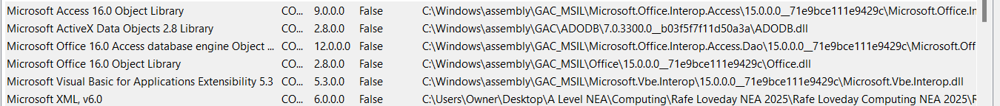 Microsoft Access 16.0 Object Library CO... 9.0.0.0 False C:\Windows\assembly\GAC_MSIL\Microsoft.Office.Interop.Access\15.0.0.0__71e9bce111e9429c\Microsoft.Office.In
Microsoft ActiveX Data Objects 2.8 Library CO... 2.8.0.0 False C:\Windows\assembly\GAC\ADODB\7.0.3300.0__b03f5f7f11d50a3a\ADODB.dll
Microsoft Office 16.0 Access database engine Object ... CO... 12.0.0.0 False C:\Windows\assembly\GAC_MSIL\Microsoft.Office.Interop.Access.Dao\15.0.0.0__71e9bce111e9429c\Microsoft.Off
Microsoft Office 16.0 Object Library CO... 2.8.0.0 False C:\Windows\assembly\GAC_MSIL\Office\15.0.0.0__71e9bce111e9429c\Office.dll
Microsoft Visual Basic for Applications Extensibility 5.3 CO... 5.3.0.0 False C:\Windows\assembly\GAC_MSIL\Microsoft.Vbe.Interop\15.0.0.0__71e9bce111e9429c\Microsoft.Vbe.Interop.dll
Microsoft XML, v6.0 CO... 6.0.0.0 False C:\Users\Owner\Desktop\A Level NEA\Computing\Rafe Loveday NEA 2025\Rafe Loveday Computing NEA 2025\R